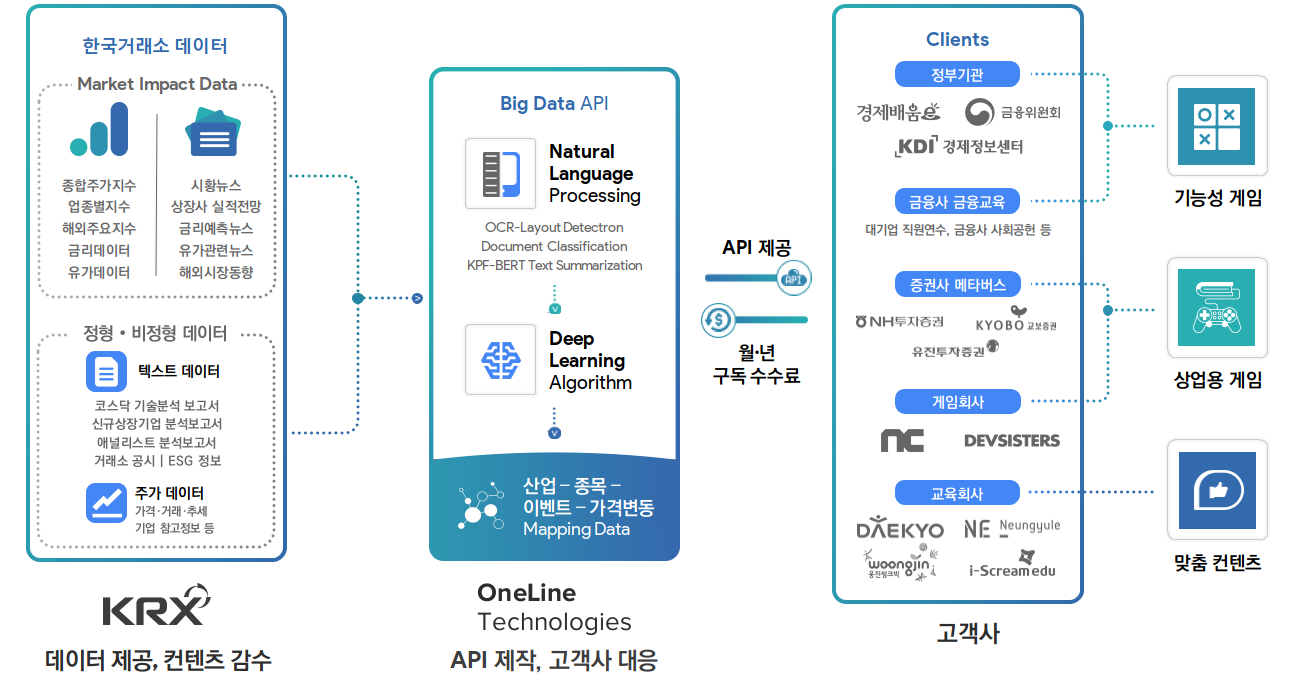 한국거래소 데이터
Market Impact Data
종합주가지수
업종별지수
해외주요지수
금리데이터
유가데이터
시황뉴스
상장사 실적전망
금리예측뉴스
유가관련뉴스
해외시장동향
정형 • 비정형 데이터
텍스트 데이터
코스닥 기술분석 보고서
신규상장기업 분석보고서
애널리스트 분석보고서
거래소 공시 | ESG 정보
주가 데이터
가격·거래·추세
기업 참고정보 등
KRX
데이터 제공, 컨텐츠 감수
Big Data API
Natural
Language
Processing
OCR-Layout Detectron
Document Classification
KPF-BERT Text Summarization
Deep
Learning
Algorithm
산업 – 종목 –
이벤트 – 가격변동
Mapping Data
OneLine
Technologies
API 제작, 고객사 대응
API 제공
API
$
월·년
구독 수수료
Clients
정부기관
경제배움e
금융위원회
KDI 경제정보센터
금융사 금융교육
대기업 직원연수, 금융사 사회공헌 등
증권사 메타버스
NH투자증권
KYOBO 교보증권
유진투자증권
게임회사
NC
DEVSISTERS
교육회사
DAEKYO
NE Neungyule
woongjin
웅진씽크빅
i-Screamedu
고객사
기능성 게임
상업용 게임
맞춤 컨텐츠